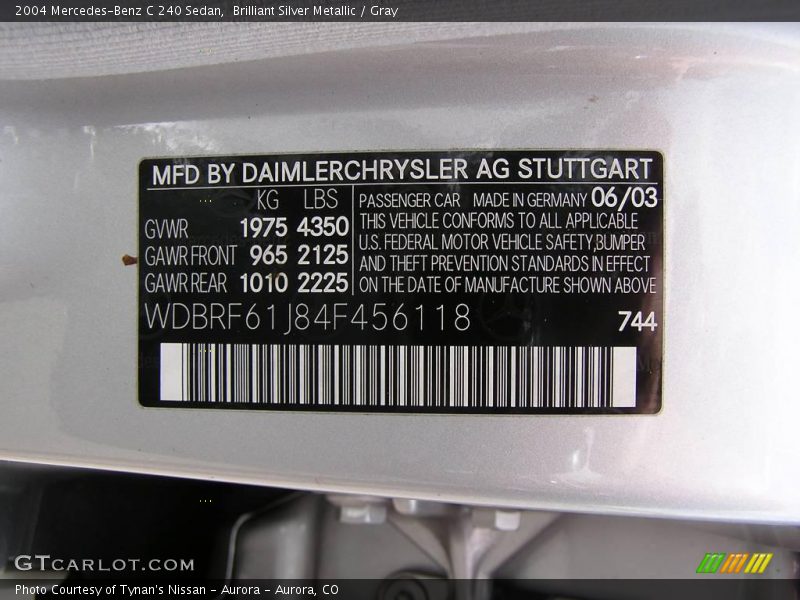 2004 Mercedes-Benz C 240 Sedan,  Brilliant Silver Metallic / Gray
MFD BY DAIMLERCHRYSLER AG STUTTGART
KG LBS
GVWR 1975 4350
GAWR FRONT 965 2125
GAWR REAR 1010 2225
PASSENGER CAR MADE IN GERMANY 06/03
THIS VEHICLE CONFORMS TO ALL APPLICABLE
U.S. FEDERAL MOTOR VEHICLE SAFETY,BUMPER
AND THEFT PREVENTION STANDARDS IN EFFECT
ON THE DATE OF MANUFACTURE SHOWN ABOVE
WDBRF61J84F456118
744
GTCARLOT.COM
Photo Courtesy of Tynan's Nissan - Aurora - Aurora, CO